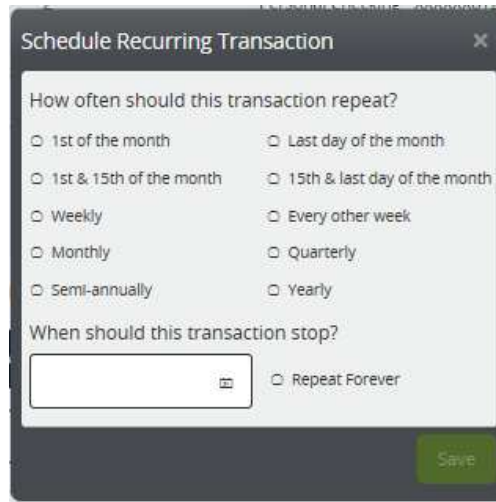 Schedule Recurring Transaction
How often should this transaction repeat?
1st of the month
Last day of the month
1st & 15th of the month
15th & last day of the month
Weekly
Every other week
Monthly
Quarterly
Semi-annually
Yearly
When should this transaction stop?
Repeat Forever
Save